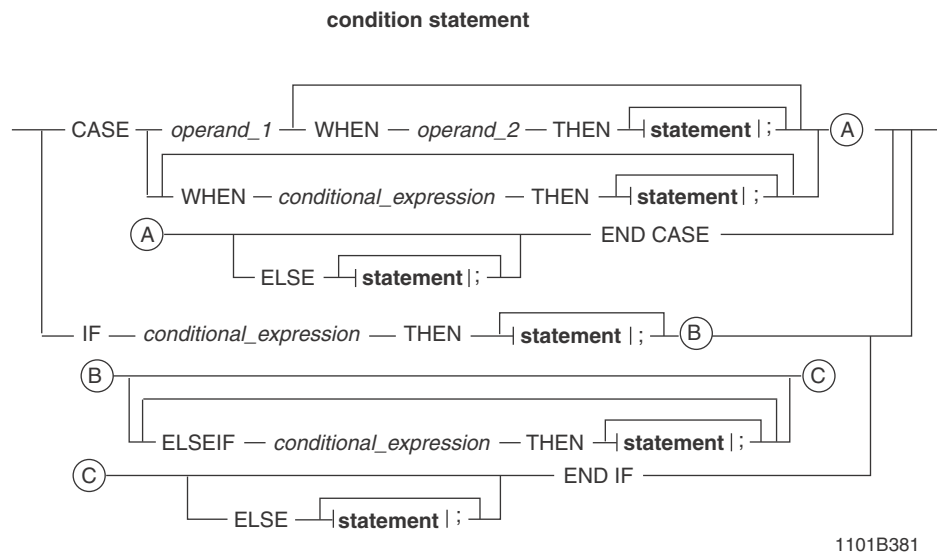 condition statement
CASE operand_1 WHEN operand_2 THEN statement ; A
WHEN conditional_expression THEN statement ;
A END CASE
ELSE statement ;
IF conditional_expression THEN statement ; B
B C
ELSEIF conditional_expression THEN statement ;
C END IF
ELSE statement ;
1101B381